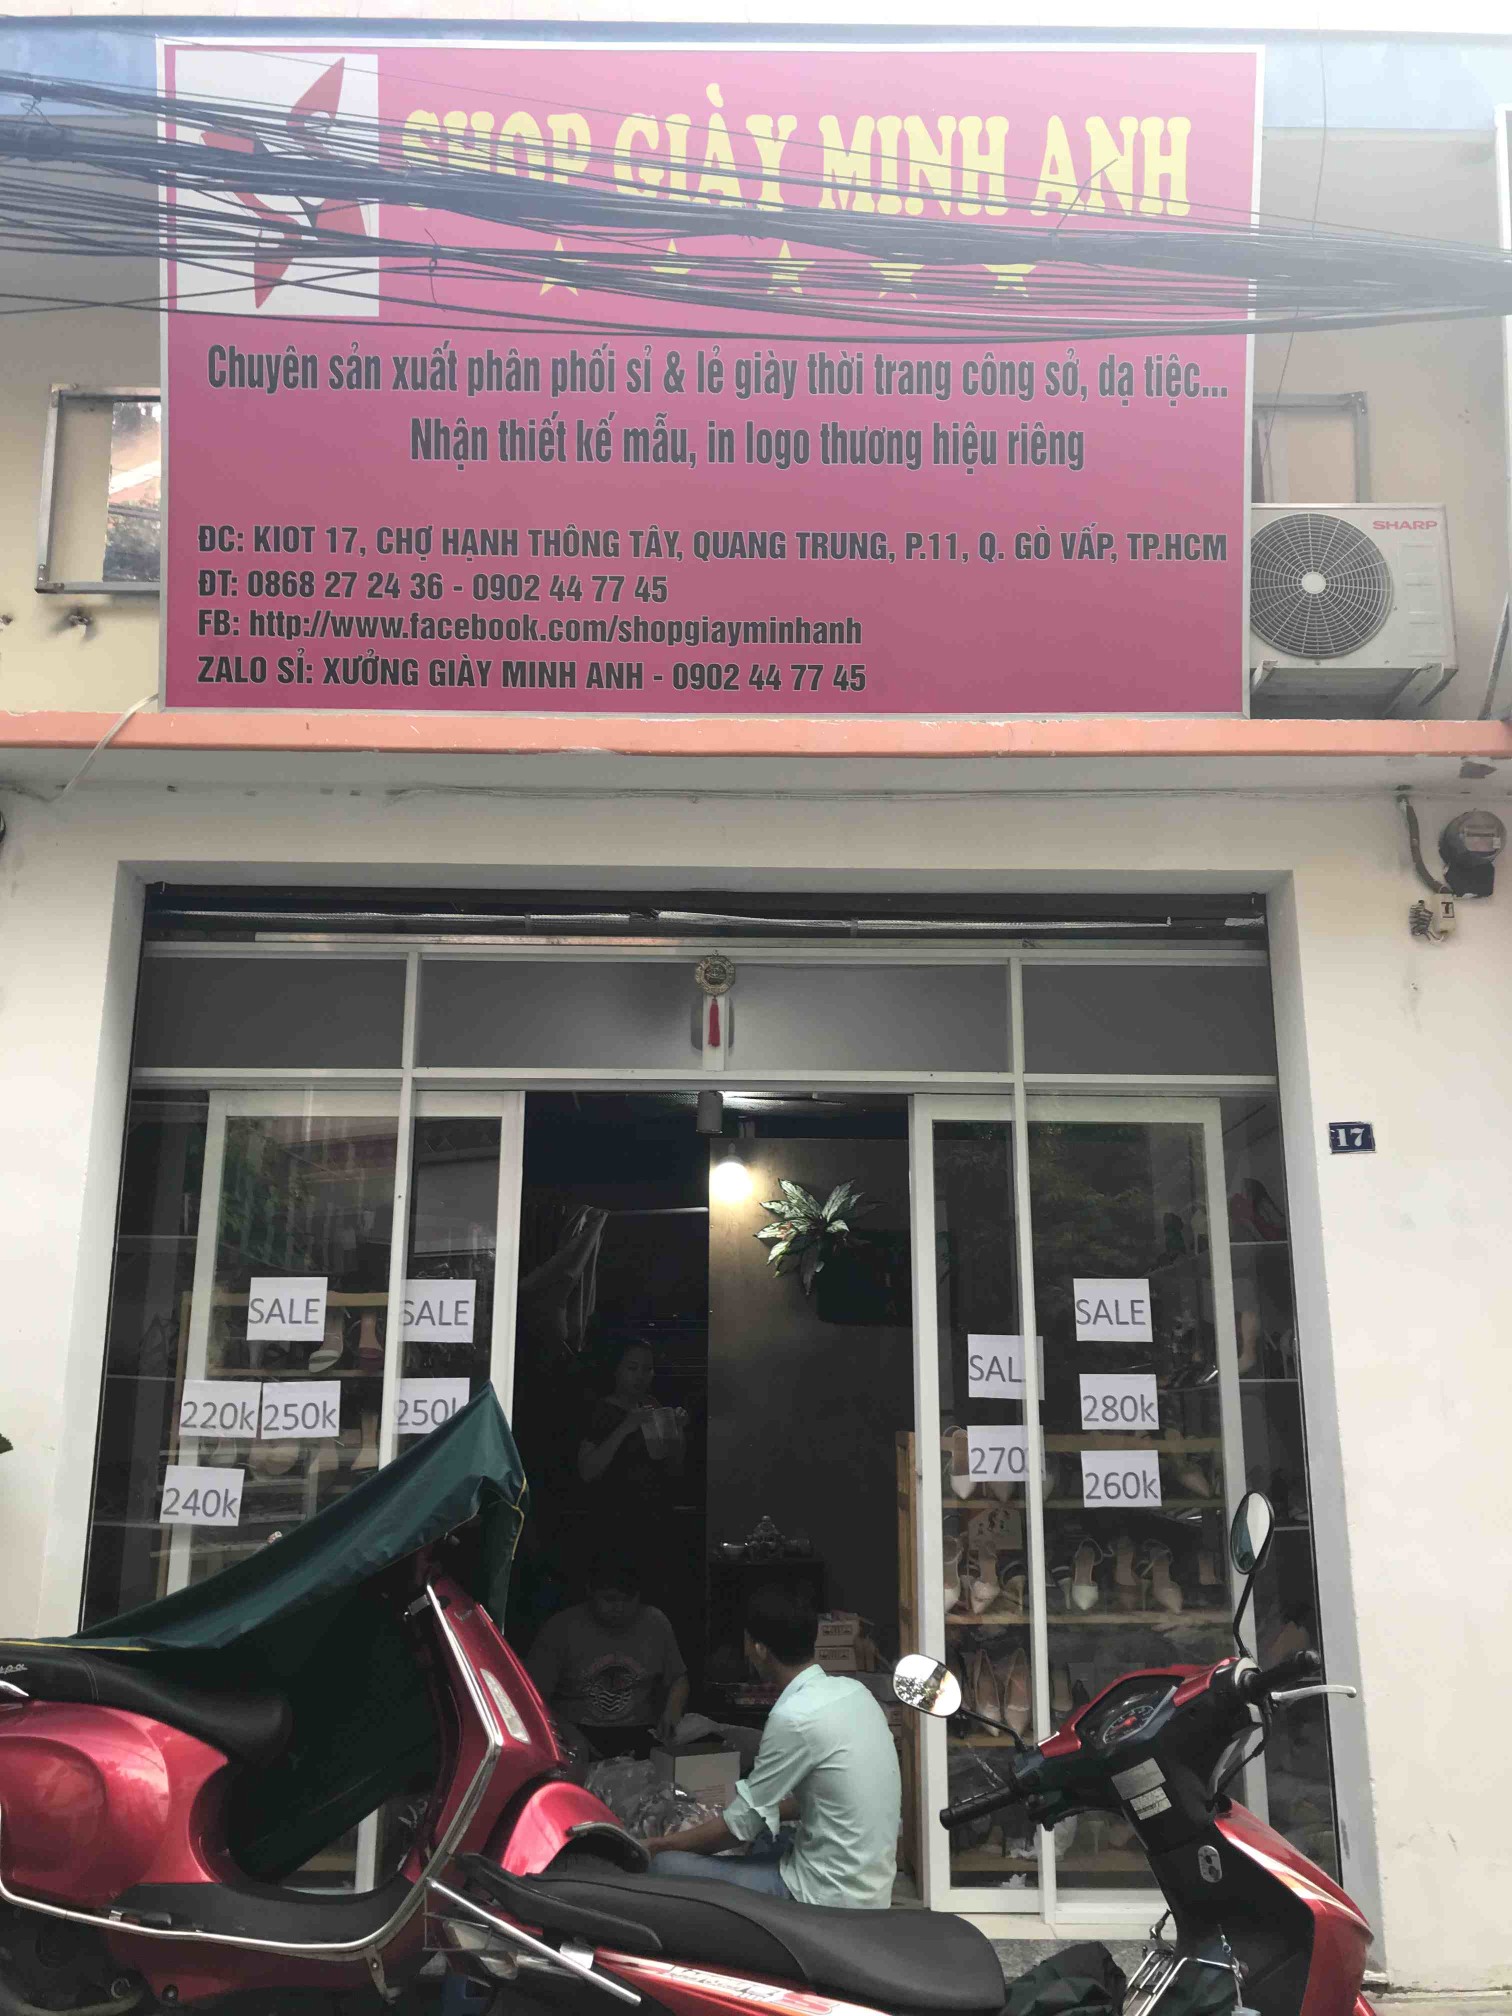 SHOP GIÀY MINH ANH
Chuyên sản xuất phân phối sỉ & lẻ giày thời trang công sở, dạ tiệc...
Nhận thiết kế mẫu, in logo thương hiệu riêng
ĐC: KIOT 17, CHỢ HẠNH THÔNG TÂY, QUANG TRUNG, P.11, Q. GÒ VẤP, TP.HCM
ĐT: 0868 27 24 36 - 0902 44 77 45
FB: http://www.facebook.com/shopgiayminhanh
ZALO SỈ: XƯỞNG GIÀY MINH ANH - 0902 44 77 45
SHARP
17
SALE
SALE
SALE
SAL
220k
250k
250k
280k
270
240k
260k